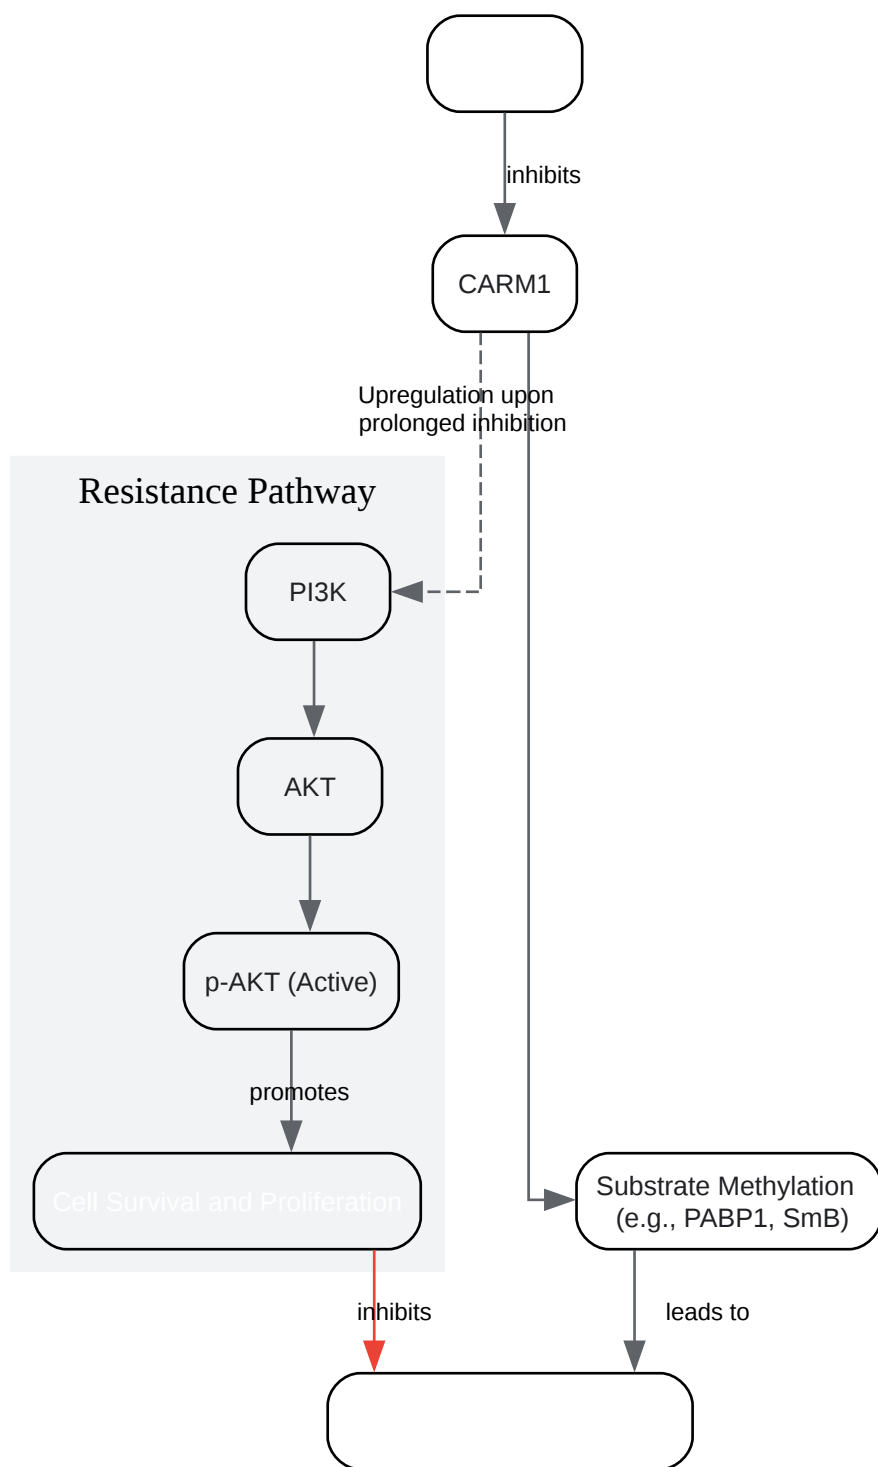 inhibits
CARM1
Upregulation upon
prolonged inhibition
Resistance Pathway
PI3K
AKT
p-AKT (Active)
promotes
Cell Survival and Proliferation
Substrate Methylation
(e.g., PABP1, SmB)
inhibits
leads to